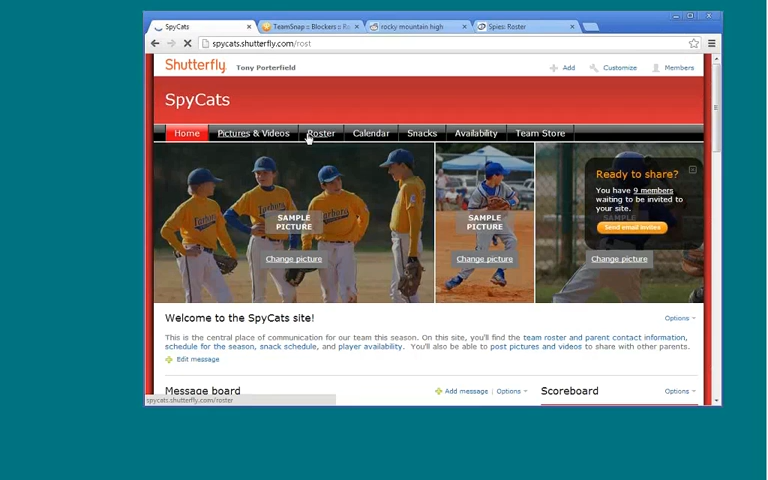 SpyCats
TeamSnap :: Blockers :: Ro
rocky mountain high
Spies: Roster
spycats.shutterfly.com/rost
Shutterfly
Tony Porterfield
Add
Customize
Members
SpyCats
Home
Pictures & Videos
Roster
Calendar
Snacks
Availability
Team Store
Ready to share?
You have 9 members
waiting to be invited to
your site.
Send email invites
SAMPLE
PICTURE
Change picture
SAMPLE
PICTURE
Change picture
SAMPLE
Change picture
Welcome to the SpyCats site!
Options
This is the central place of communication for our team this season. On this site, you'll find the team roster and parent contact information,
schedule for the season, snack schedule, and player availability. You'll also be able to post pictures and videos to share with other parents.
Edit message
Message board
Add message | Options
Scoreboard
Options
spycats.shutterfly.com/roster